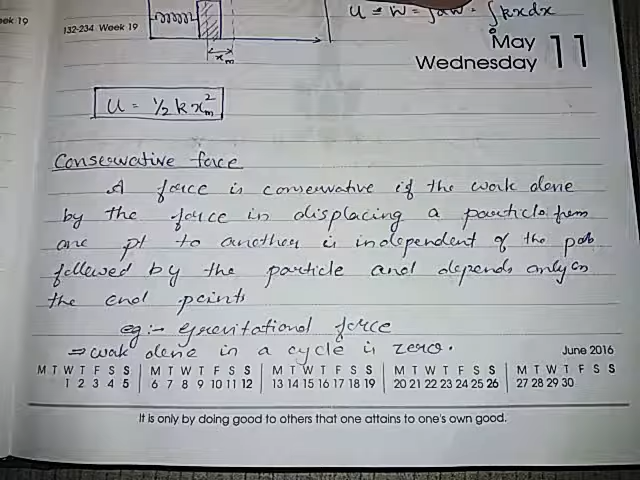 ek 19
132-234 Week 19
U = W = ∫dW = ∫kxdx
0
xm
May
Wednesday 11
U = ½ k xm²
Conservative force
A force is conservative if the work done
by the force in displacing a particle from
one pt to another is independent of the path
followed by the particle and depends only on
the end points
eg:- Gravitational force
⇒ work done in a cycle is zero.
June 2016
M T W T F S S M T W T F S S M T W T F S S M T W T F S S M T W T F S S
1 2 3 4 5 6 7 8 9 10 11 12 13 14 15 16 17 18 19 20 21 22 23 24 25 26 27 28 29 30
It is only by doing good to others that one attains to one's own good.